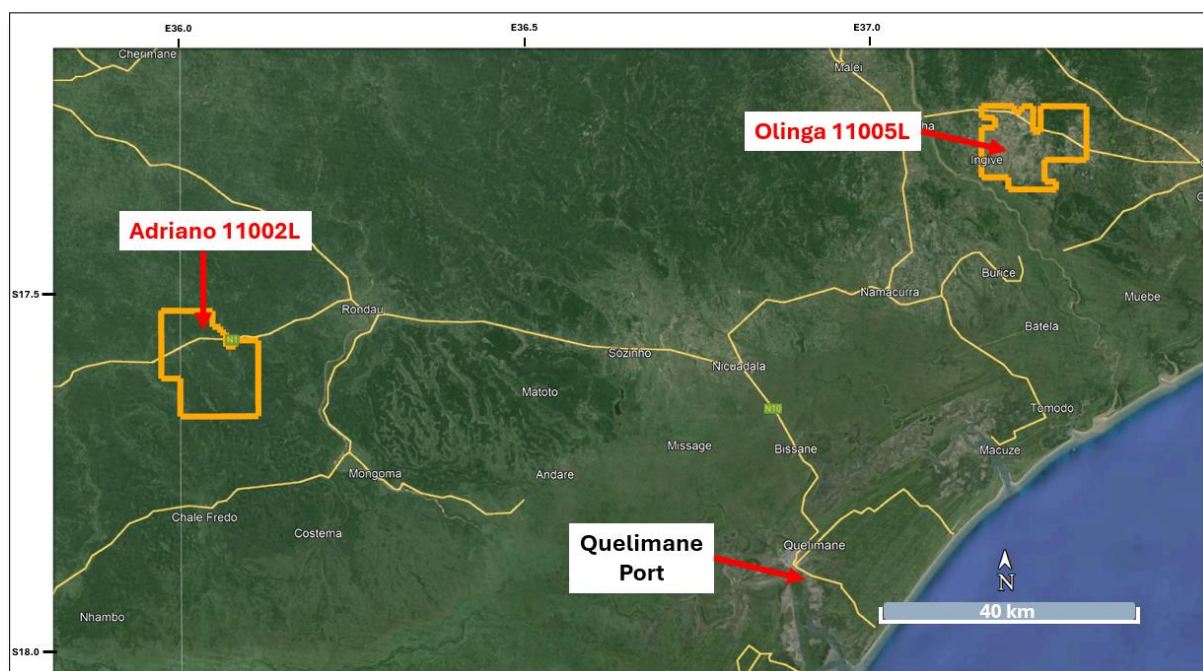 E36.0
E36.5
E37.0
Cherimane
Malei
Olinga 11005L
ha
Ingive
Adriano 11002L
S17.5
Burice
Namacurra
Muebe
Rondau
N1
Batela
Sozinho
Nicuadala
Matoto
N10
Tomodo
Missage
Bissane
Macuze
Mongoma
Andare
Chale Fredo
Costema
Quelimane
Port
Quelimane
N
40 km
Nhambo
S18.0